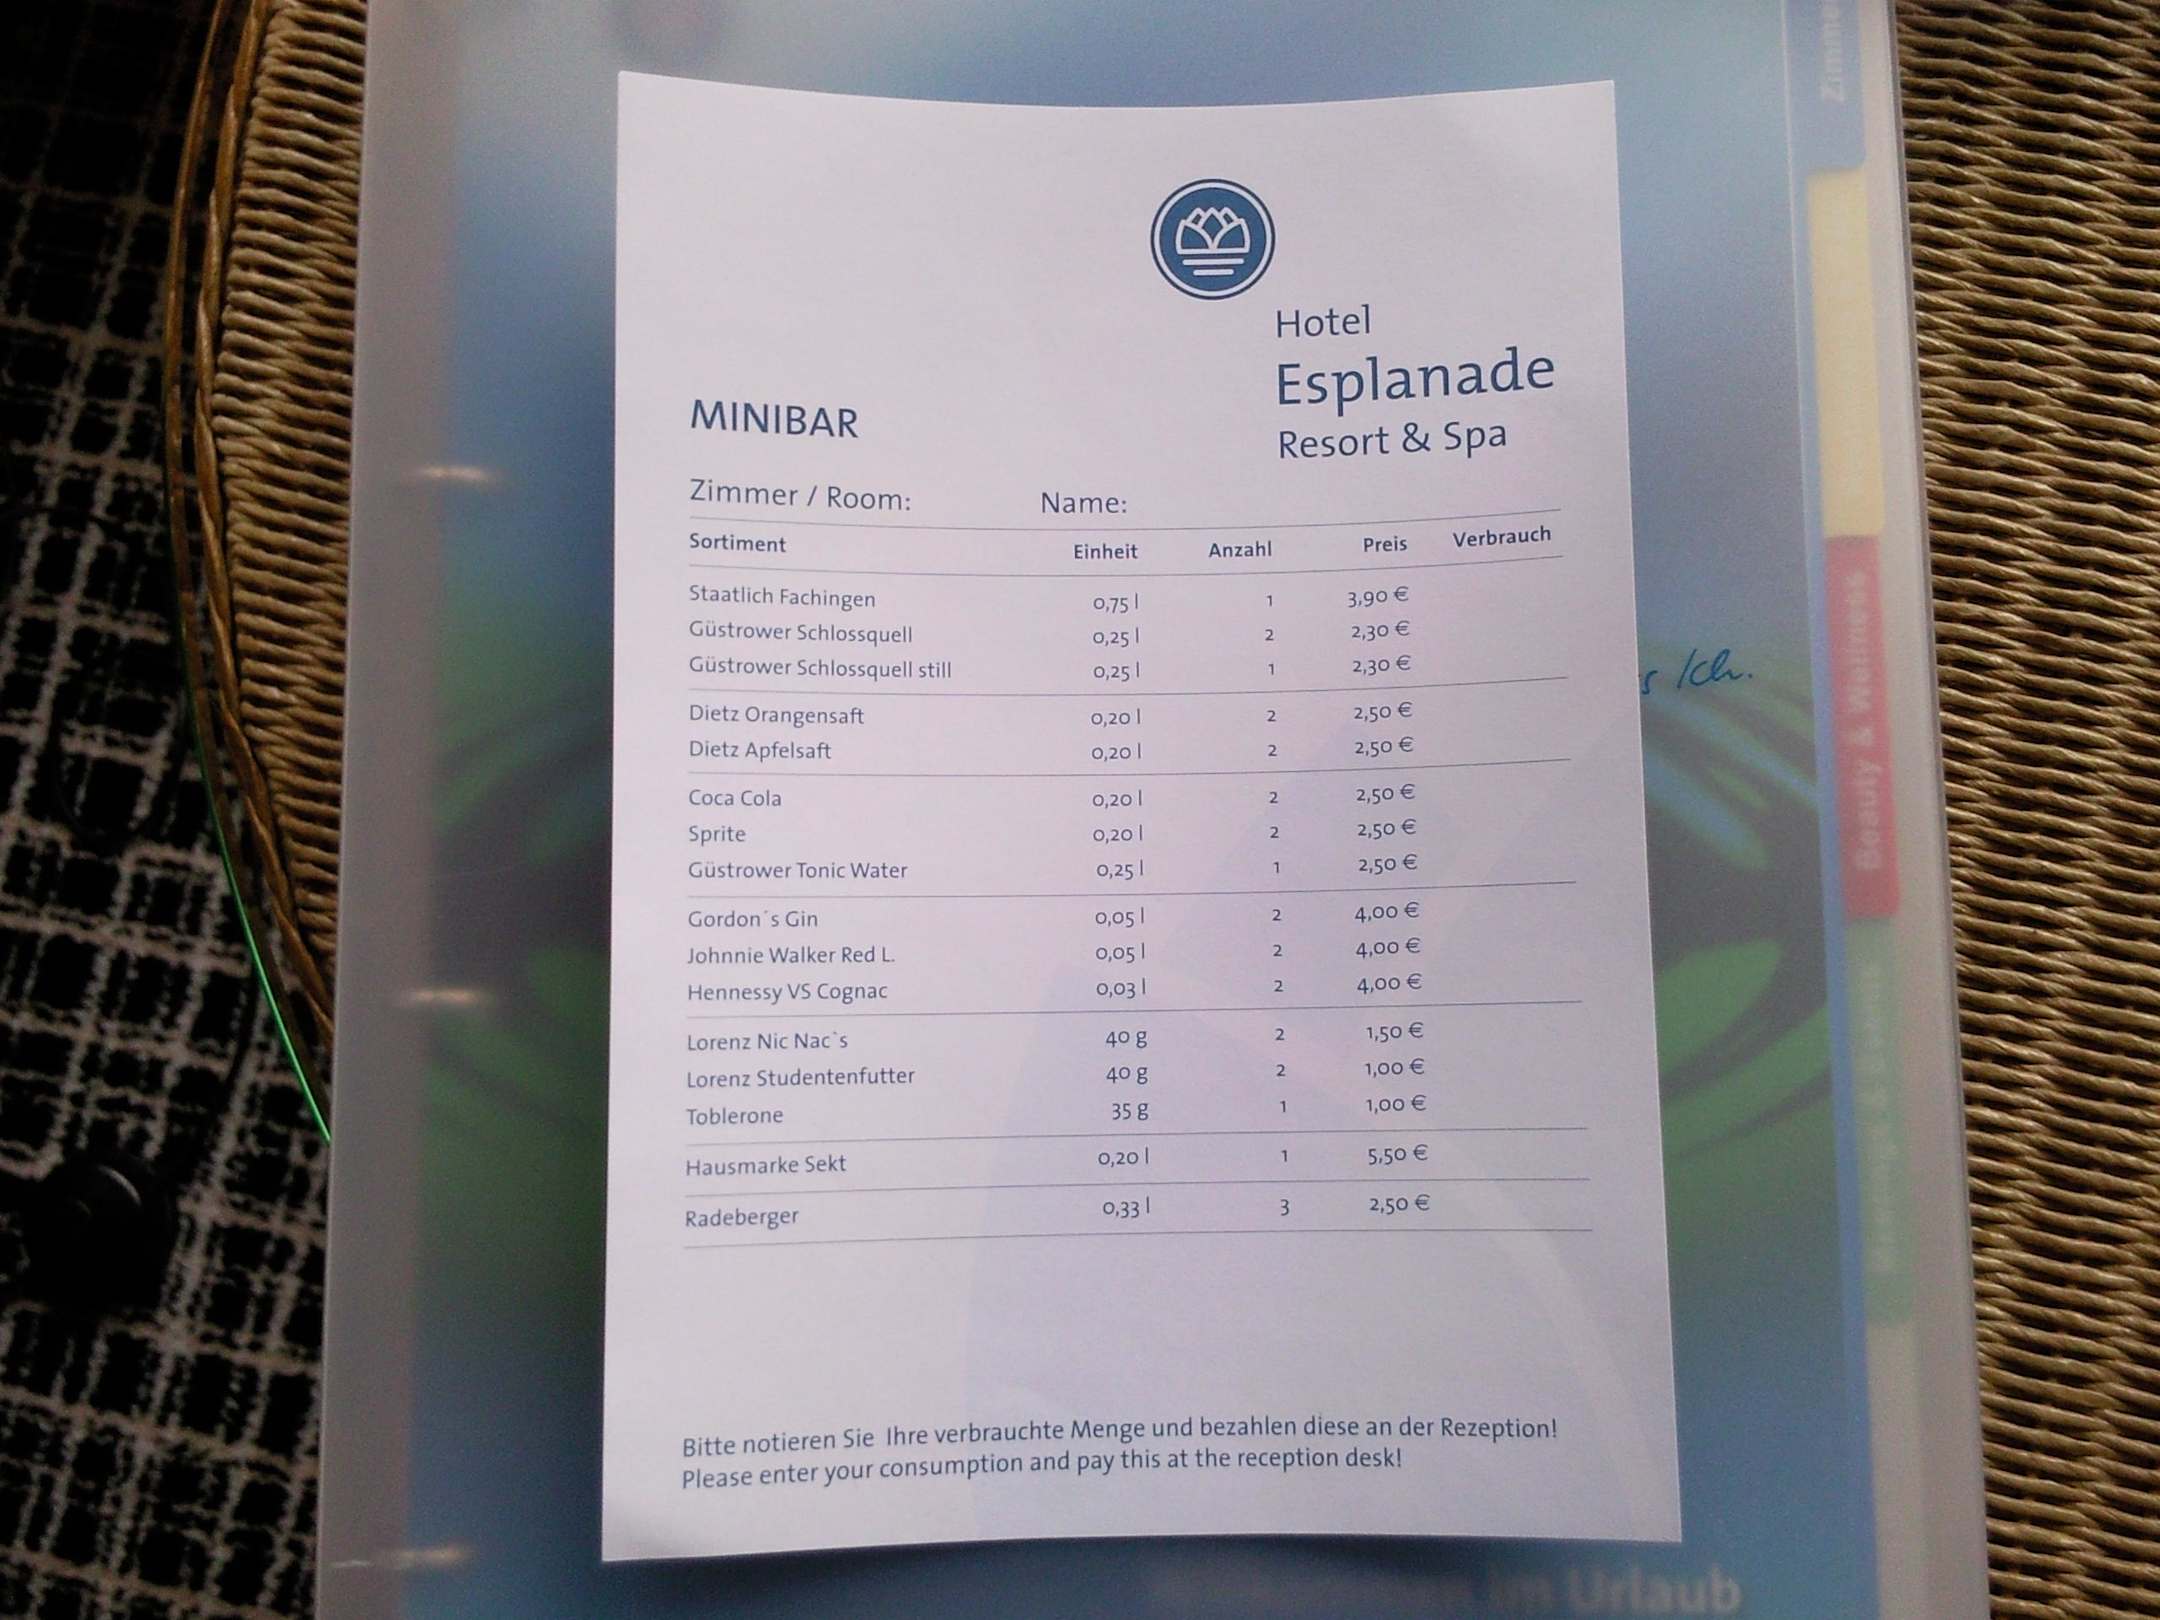 Hotel
Esplanade
Resort & Spa
MINIBAR
Zimmer / Room: Name:
Sortiment Einheit Anzahl Preis Verbrauch
Staatlich Fachingen 0,75 l 1 3,90 €
Güstrower Schlossquell 0,25 l 2 2,30 €
Güstrower Schlossquell still 0,25 l 1 2,30 €
Dietz Orangensaft 0,20 l 2 2,50 €
Dietz Apfelsaft 0,20 l 2 2,50 €
Coca Cola 0,20 l 2 2,50 €
Sprite 0,20 l 2 2,50 €
Güstrower Tonic Water 0,25 l 1 2,50 €
Gordon´s Gin 0,05 l 2 4,00 €
Johnnie Walker Red L. 0,05 l 2 4,00 €
Hennessy VS Cognac 0,03 l 2 4,00 €
Lorenz Nic Nac`s 40 g 2 1,50 €
Lorenz Studentenfutter 40 g 2 1,00 €
Toblerone 35 g 1 1,00 €
Hausmarke Sekt 0,20 l 1 5,50 €
Radeberger 0,33 l 3 2,50 €
Bitte notieren Sie Ihre verbrauchte Menge und bezahlen diese an der Rezeption!
Please enter your consumption and pay this at the reception desk!
Ich.
Beauty & Wellness
im Urlaub